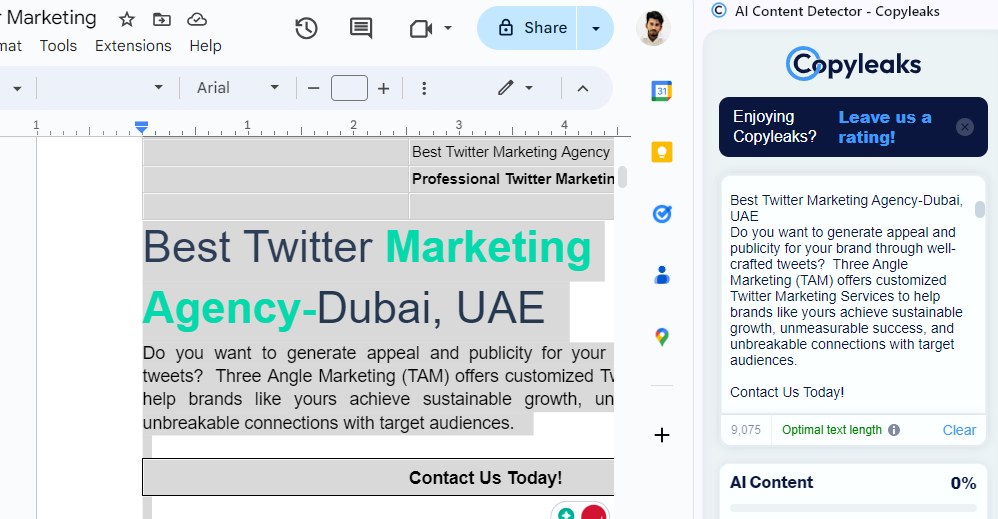 r Marketing
mat Tools Extensions Help
Share
Arial
1 1 2 3 4
31
Best Twitter Marketing Agency
Professional Twitter Marketin
Best Twitter Marketing
Agency-Dubai, UAE
Do you want to generate appeal and publicity for your
tweets? Three Angle Marketing (TAM) offers customized Tw
help brands like yours achieve sustainable growth, un
unbreakable connections with target audiences.
Contact Us Today!
AI Content Detector - Copyleaks
Copyleaks
Enjoying Copyleaks?
Leave us a rating!
Best Twitter Marketing Agency-Dubai,
UAE
Do you want to generate appeal and
publicity for your brand through well-
crafted tweets? Three Angle
Marketing (TAM) offers customized
Twitter Marketing Services to help
brands like yours achieve sustainable
growth, unmeasurable success, and
unbreakable connections with target
audiences.
Contact Us Today!
9,075 Optimal text length Clear
AI Content 0%